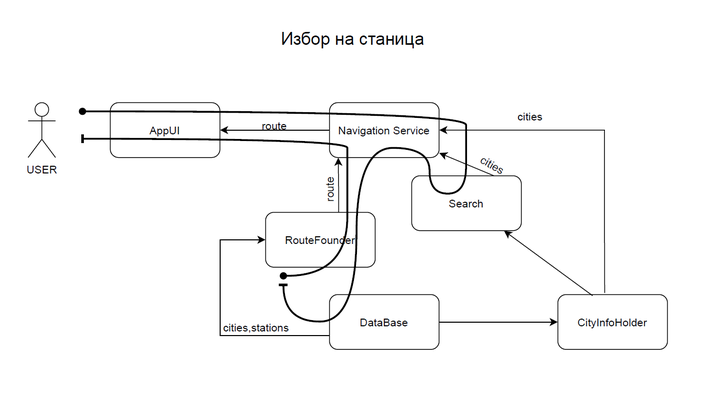 Избор на станица
cities
AppUI
route
Navigation Service
cities
USER
route
Search
RouteFounder
cities,stations
DataBase
CityInfoHolder